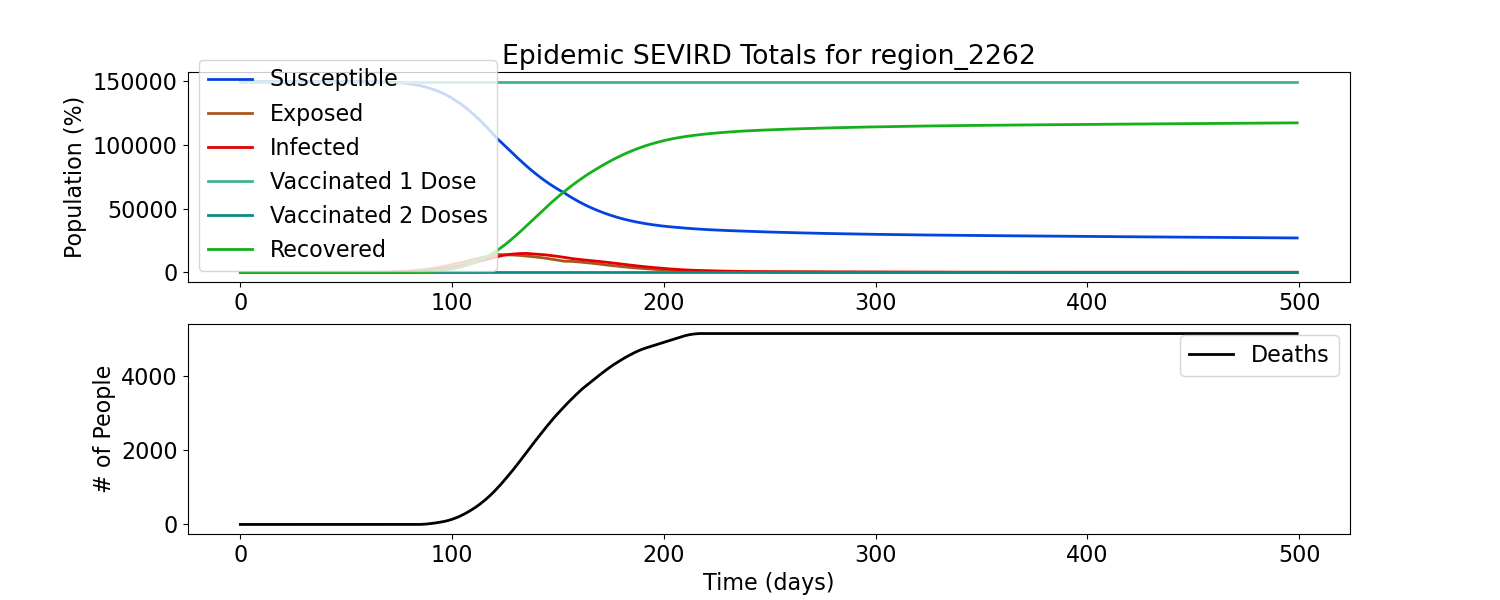 Epidemic SEVIRD Totals for region_2262
Population (%)
150000
100000
50000
0
Susceptible
Exposed
Infected
Vaccinated 1 Dose
Vaccinated 2 Doses
Recovered
0 100 200 300 400 500
# of People
4000
2000
0
Deaths
0 100 200 300 400 500
Time (days)